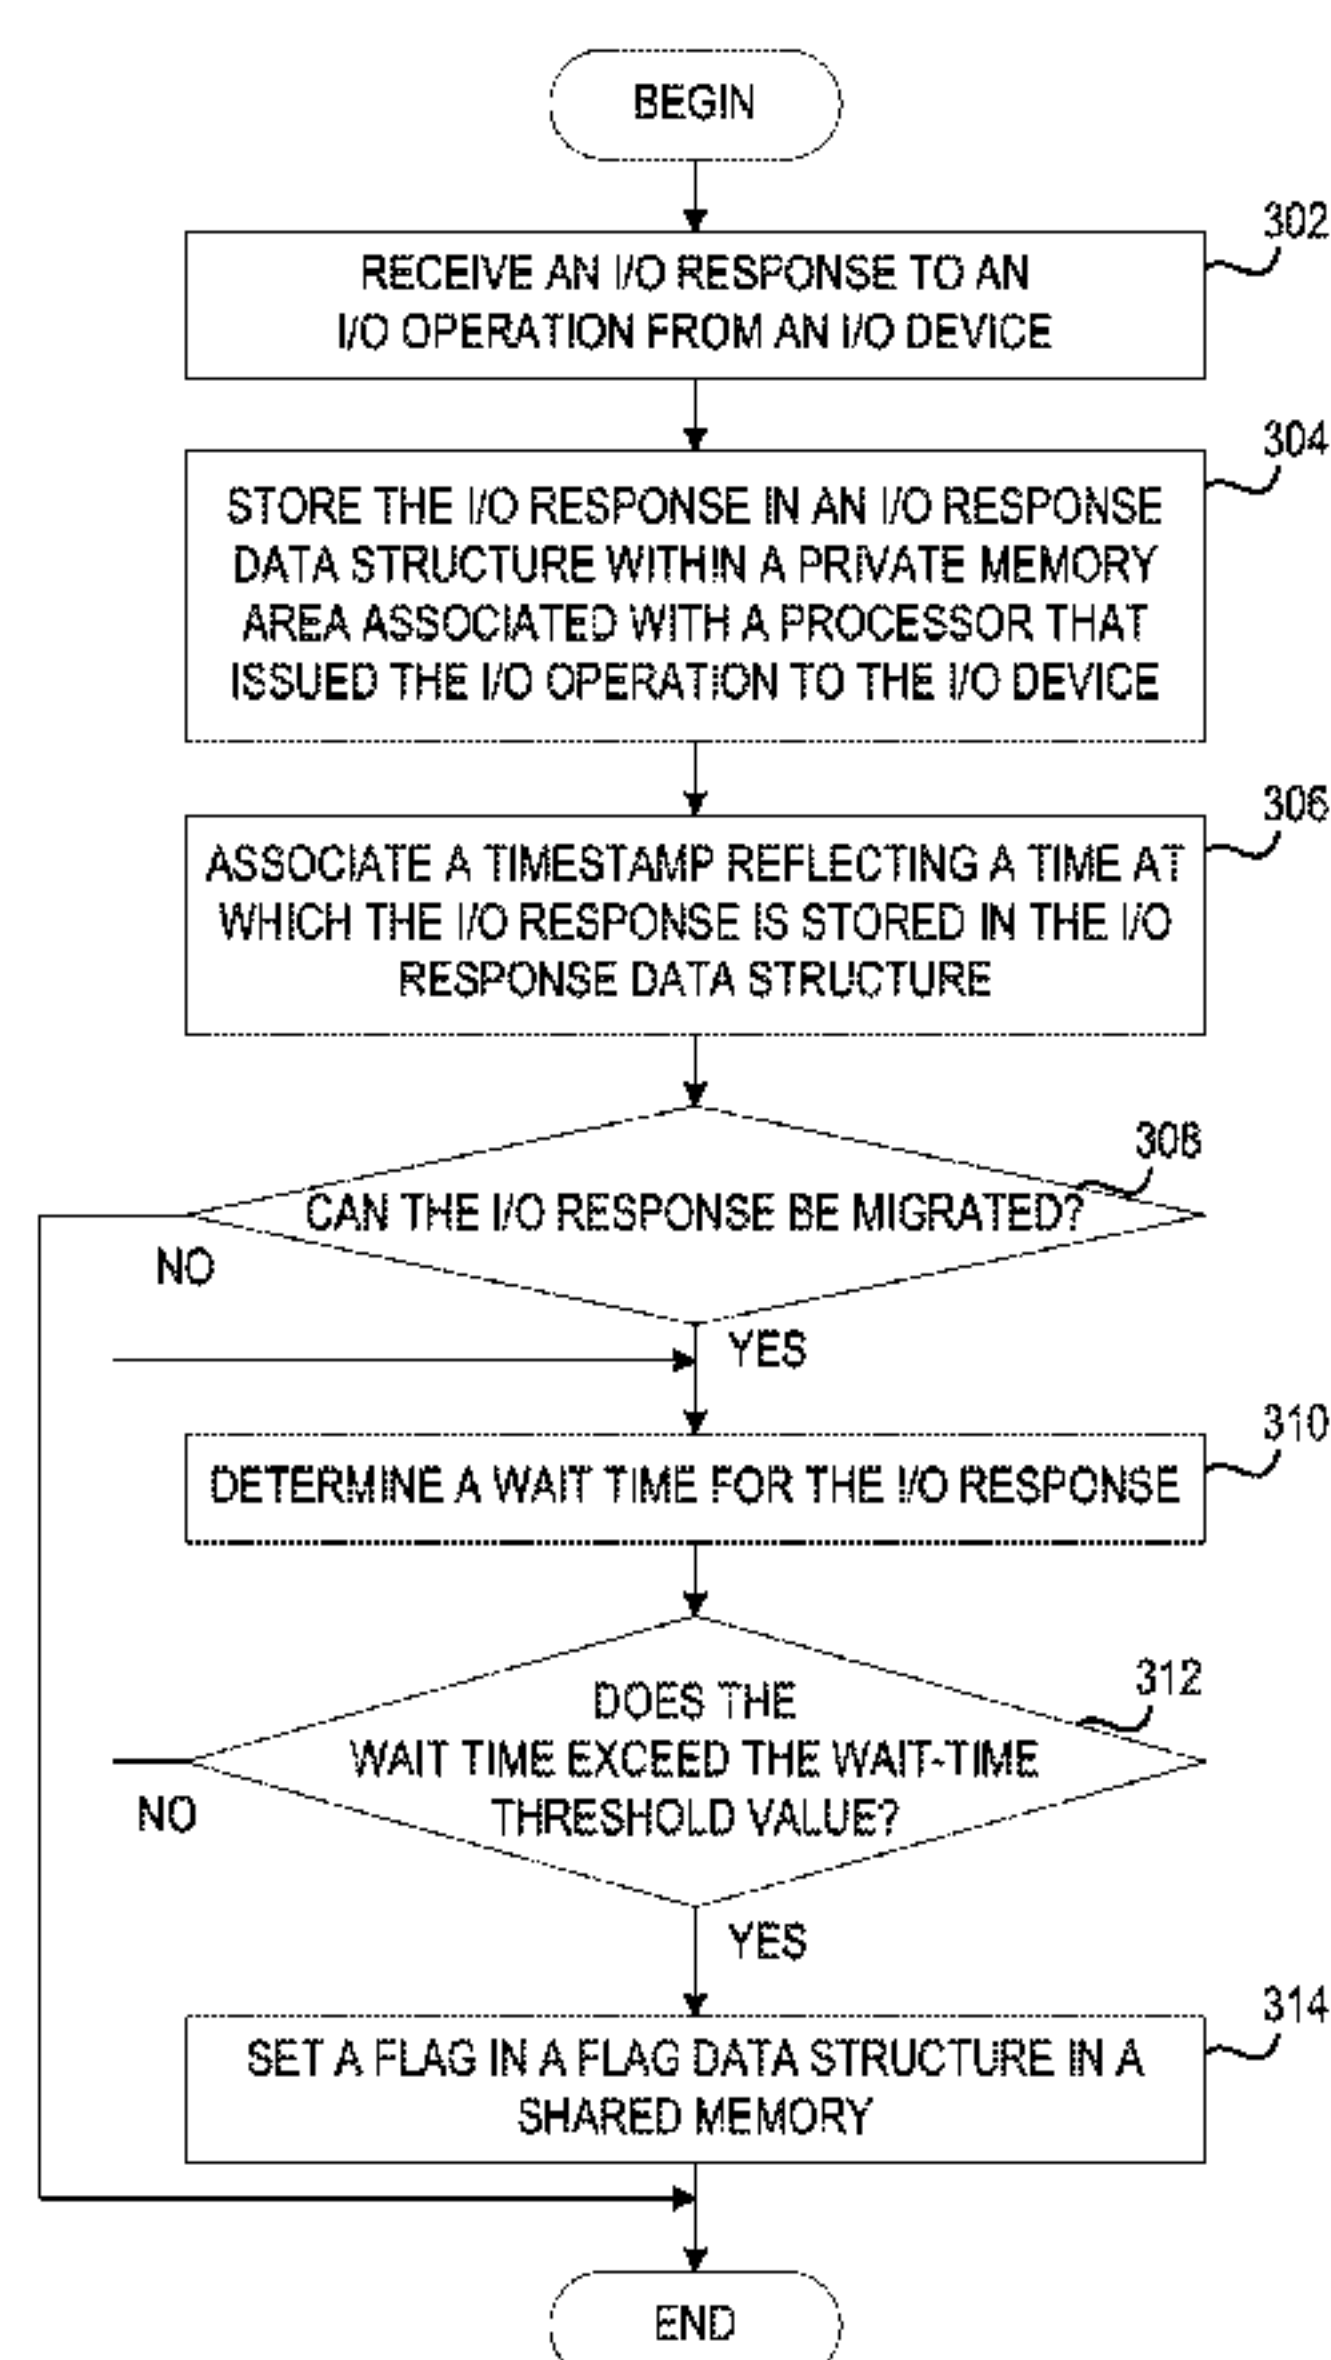 BEGIN
302
RECEIVE AN I/O RESPONSE TO AN
I/O OPERATION FROM AN I/O DEVICE
304
STORE THE I/O RESPONSE IN AN I/O RESPONSE
DATA STRUCTURE WITHIN A PRIVATE MEMORY
AREA ASSOCIATED WITH A PROCESSOR THAT
ISSUED THE I/O OPERATION TO THE I/O DEVICE
306
ASSOCIATE A TIMESTAMP REFLECTING A TIME AT
WHICH THE I/O RESPONSE IS STORED IN THE I/O
RESPONSE DATA STRUCTURE
308
CAN THE I/O RESPONSE BE MIGRATED?
NO
YES
310
DETERMINE A WAIT TIME FOR THE I/O RESPONSE
312
DOES THE
WAIT TIME EXCEED THE WAIT-TIME
THRESHOLD VALUE?
NO
YES
314
SET A FLAG IN A FLAG DATA STRUCTURE IN A
SHARED MEMORY
END